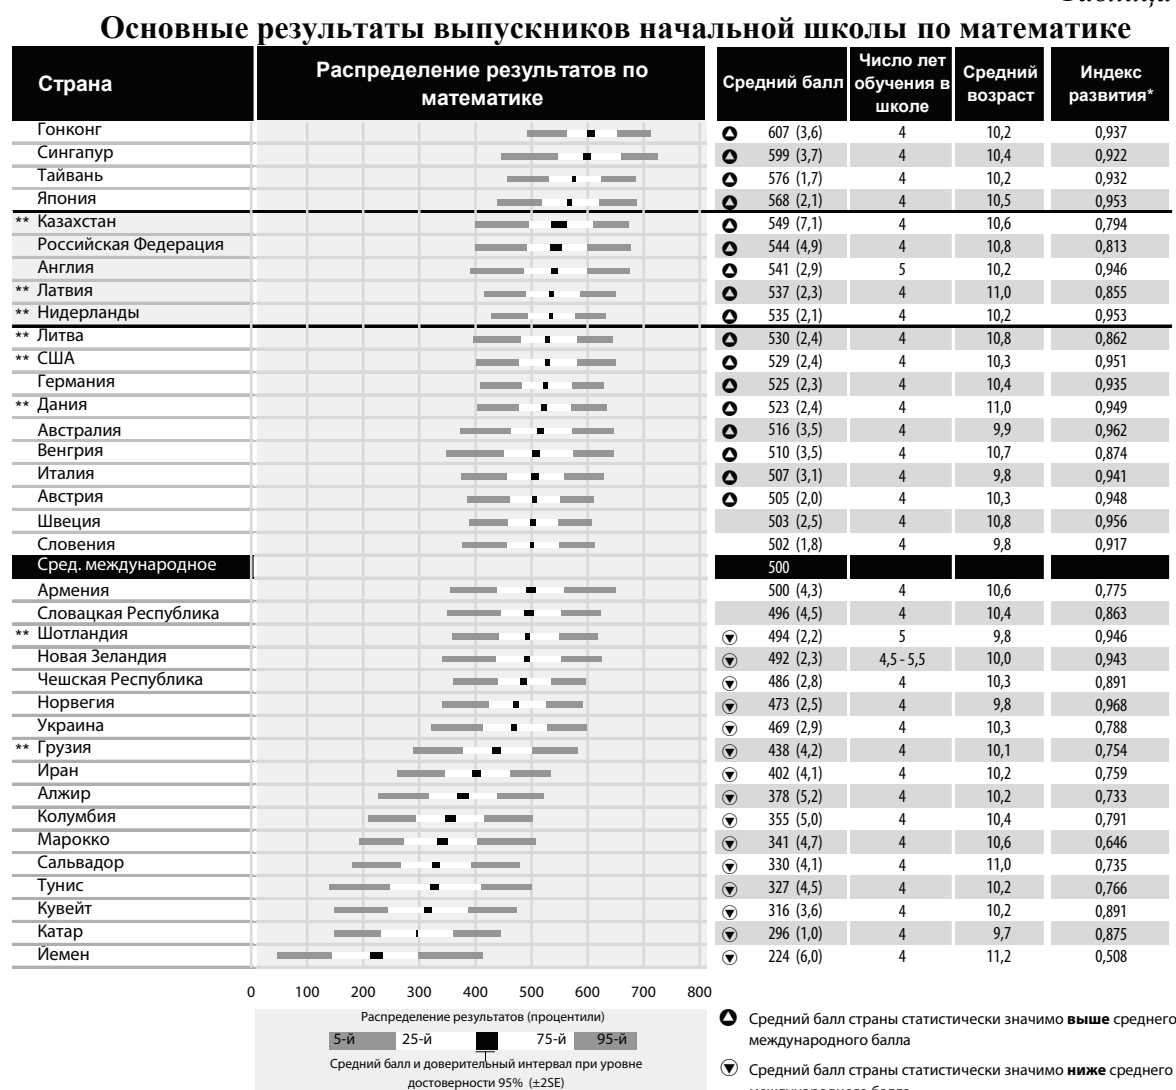 Основные результаты выпускников начальной школы по математике
Страна Распределение результатов по математике Средний балл Число лет обучения в школе Средний возраст Индекс развития*
Гонконг 607 (3,6) 4 10,2 0,937
Сингапур 599 (3,7) 4 10,4 0,922
Тайвань 576 (1,7) 4 10,2 0,932
Япония 568 (2,1) 4 10,5 0,953
** Казахстан 549 (7,1) 4 10,6 0,794
Российская Федерация 544 (4,9) 4 10,8 0,813
Англия 541 (2,9) 5 10,2 0,946
** Латвия 537 (2,3) 4 11,0 0,855
** Нидерланды 535 (2,1) 4 10,2 0,953
** Литва 530 (2,4) 4 10,8 0,862
** США 529 (2,4) 4 10,3 0,951
Германия 525 (2,3) 4 10,4 0,935
** Дания 523 (2,4) 4 11,0 0,949
Австралия 516 (3,5) 4 9,9 0,962
Венгрия 510 (3,5) 4 10,7 0,874
Италия 507 (3,1) 4 9,8 0,941
Австрия 505 (2,0) 4 10,3 0,948
Швеция 503 (2,5) 4 10,8 0,956
Словения 502 (1,8) 4 9,8 0,917
Сред. международное 500
Армения 500 (4,3) 4 10,6 0,775
Словацкая Республика 496 (4,5) 4 10,4 0,863
** Шотландия 494 (2,2) 5 9,8 0,946
Новая Зеландия 492 (2,3) 4,5 - 5,5 10,0 0,943
Чешская Республика 486 (2,8) 4 10,3 0,891
Норвегия 473 (2,5) 4 9,8 0,968
Украина 469 (2,9) 4 10,3 0,788
** Грузия 438 (4,2) 4 10,1 0,754
Иран 402 (4,1) 4 10,2 0,759
Алжир 378 (5,2) 4 10,2 0,733
Колумбия 355 (5,0) 4 10,4 0,791
Марокко 341 (4,7) 4 10,6 0,646
Сальвадор 330 (4,1) 4 11,0 0,735
Тунис 327 (4,5) 4 10,2 0,766
Кувейт 316 (3,6) 4 10,2 0,891
Катар 296 (1,0) 4 9,7 0,875
Йемен 224 (6,0) 4 11,2 0,508
0 100 200 300 400 500 600 700 800
Распределение результатов (процентили)
5-й 25-й 75-й 95-й
Средний балл и доверительный интервал при уровне
достоверности 95% (±2SE)
Средний балл страны статистически значимо выше среднего
международного балла
Средний балл страны статистически значимо ниже среднего